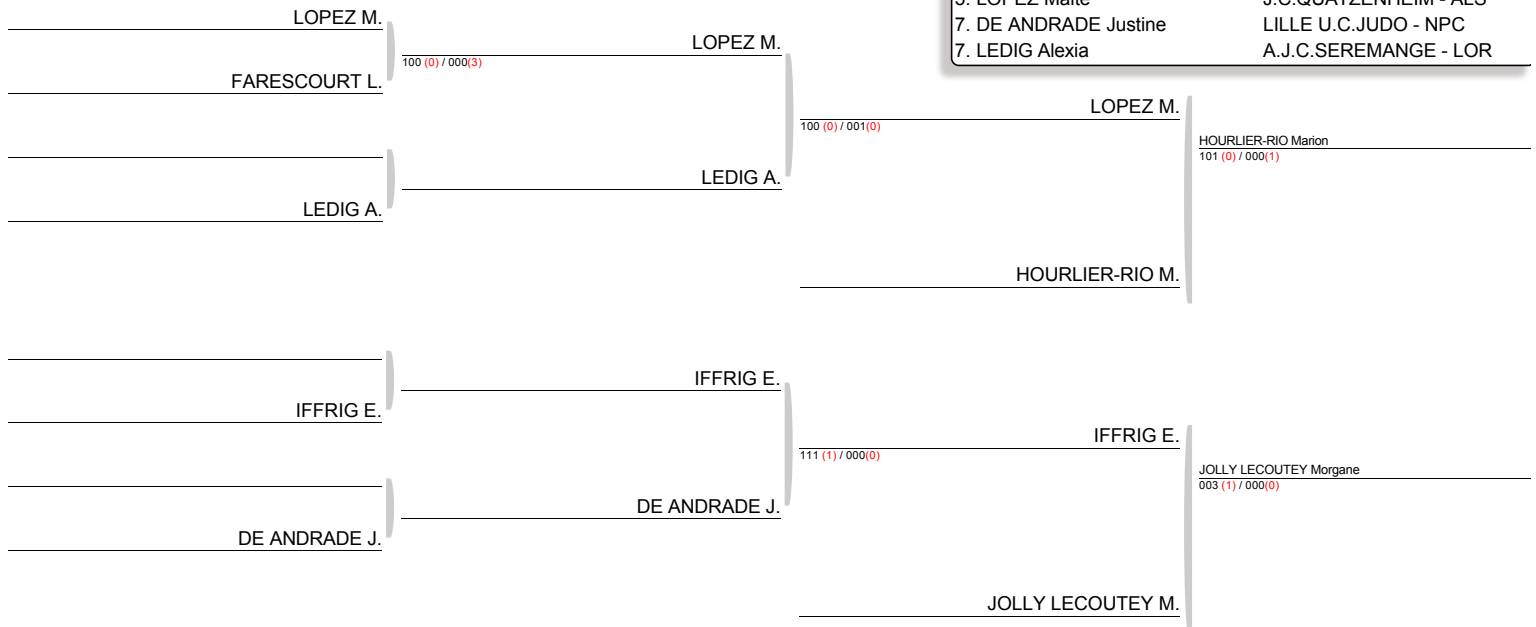 5. LOPEZ Maïté J.C.QUATZENHEIM - ALS
7. DE ANDRADE Justine LILLE U.C.JUDO - NPC
7. LEDIG Alexia A.J.C.SEREMANGE - LOR
LOPEZ M.
FARESCOURT L.
LEDIG A.
IFFRIG E.
DE ANDRADE J.
LOPEZ M.
100 (0) / 000(3)
LEDIG A.
IFFRIG E.
DE ANDRADE J.
LOPEZ M.
100 (0) / 001(0)
HOURLIER-RIO M.
IFFRIG E.
111 (1) / 000(0)
JOLLY LECOUTEY M.
HOURLIER-RIO Marion
101 (0) / 000(1)
JOLLY LECOUTEY Morgane
003 (1) / 000(0)